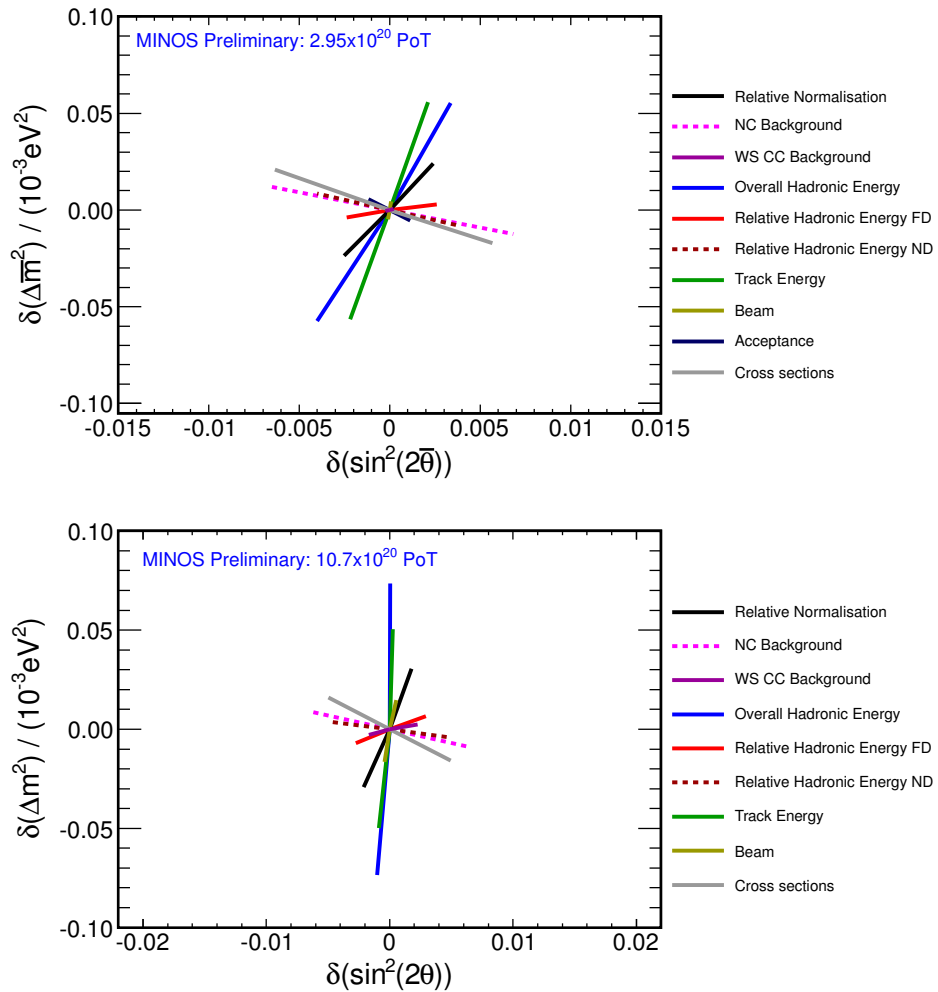 0.10
0.05
0.00
-0.05
-0.10
δ(Δm̅²) / (10⁻³eV²)
MINOS Preliminary: 2.95x10²⁰ PoT
-0.015 -0.01 -0.005 0 0.005 0.01 0.015
δ(sin²(2θ̅))
Relative Normalisation
NC Background
WS CC Background
Overall Hadronic Energy
Relative Hadronic Energy FD
Relative Hadronic Energy ND
Track Energy
Beam
Acceptance
Cross sections
0.10
0.05
0.00
-0.05
-0.10
δ(Δm²) / (10⁻³eV²)
MINOS Preliminary: 10.7x10²⁰ PoT
-0.02 -0.01 0 0.01 0.02
δ(sin²(2θ))
Relative Normalisation
NC Background
WS CC Background
Overall Hadronic Energy
Relative Hadronic Energy FD
Relative Hadronic Energy ND
Track Energy
Beam
Cross sections